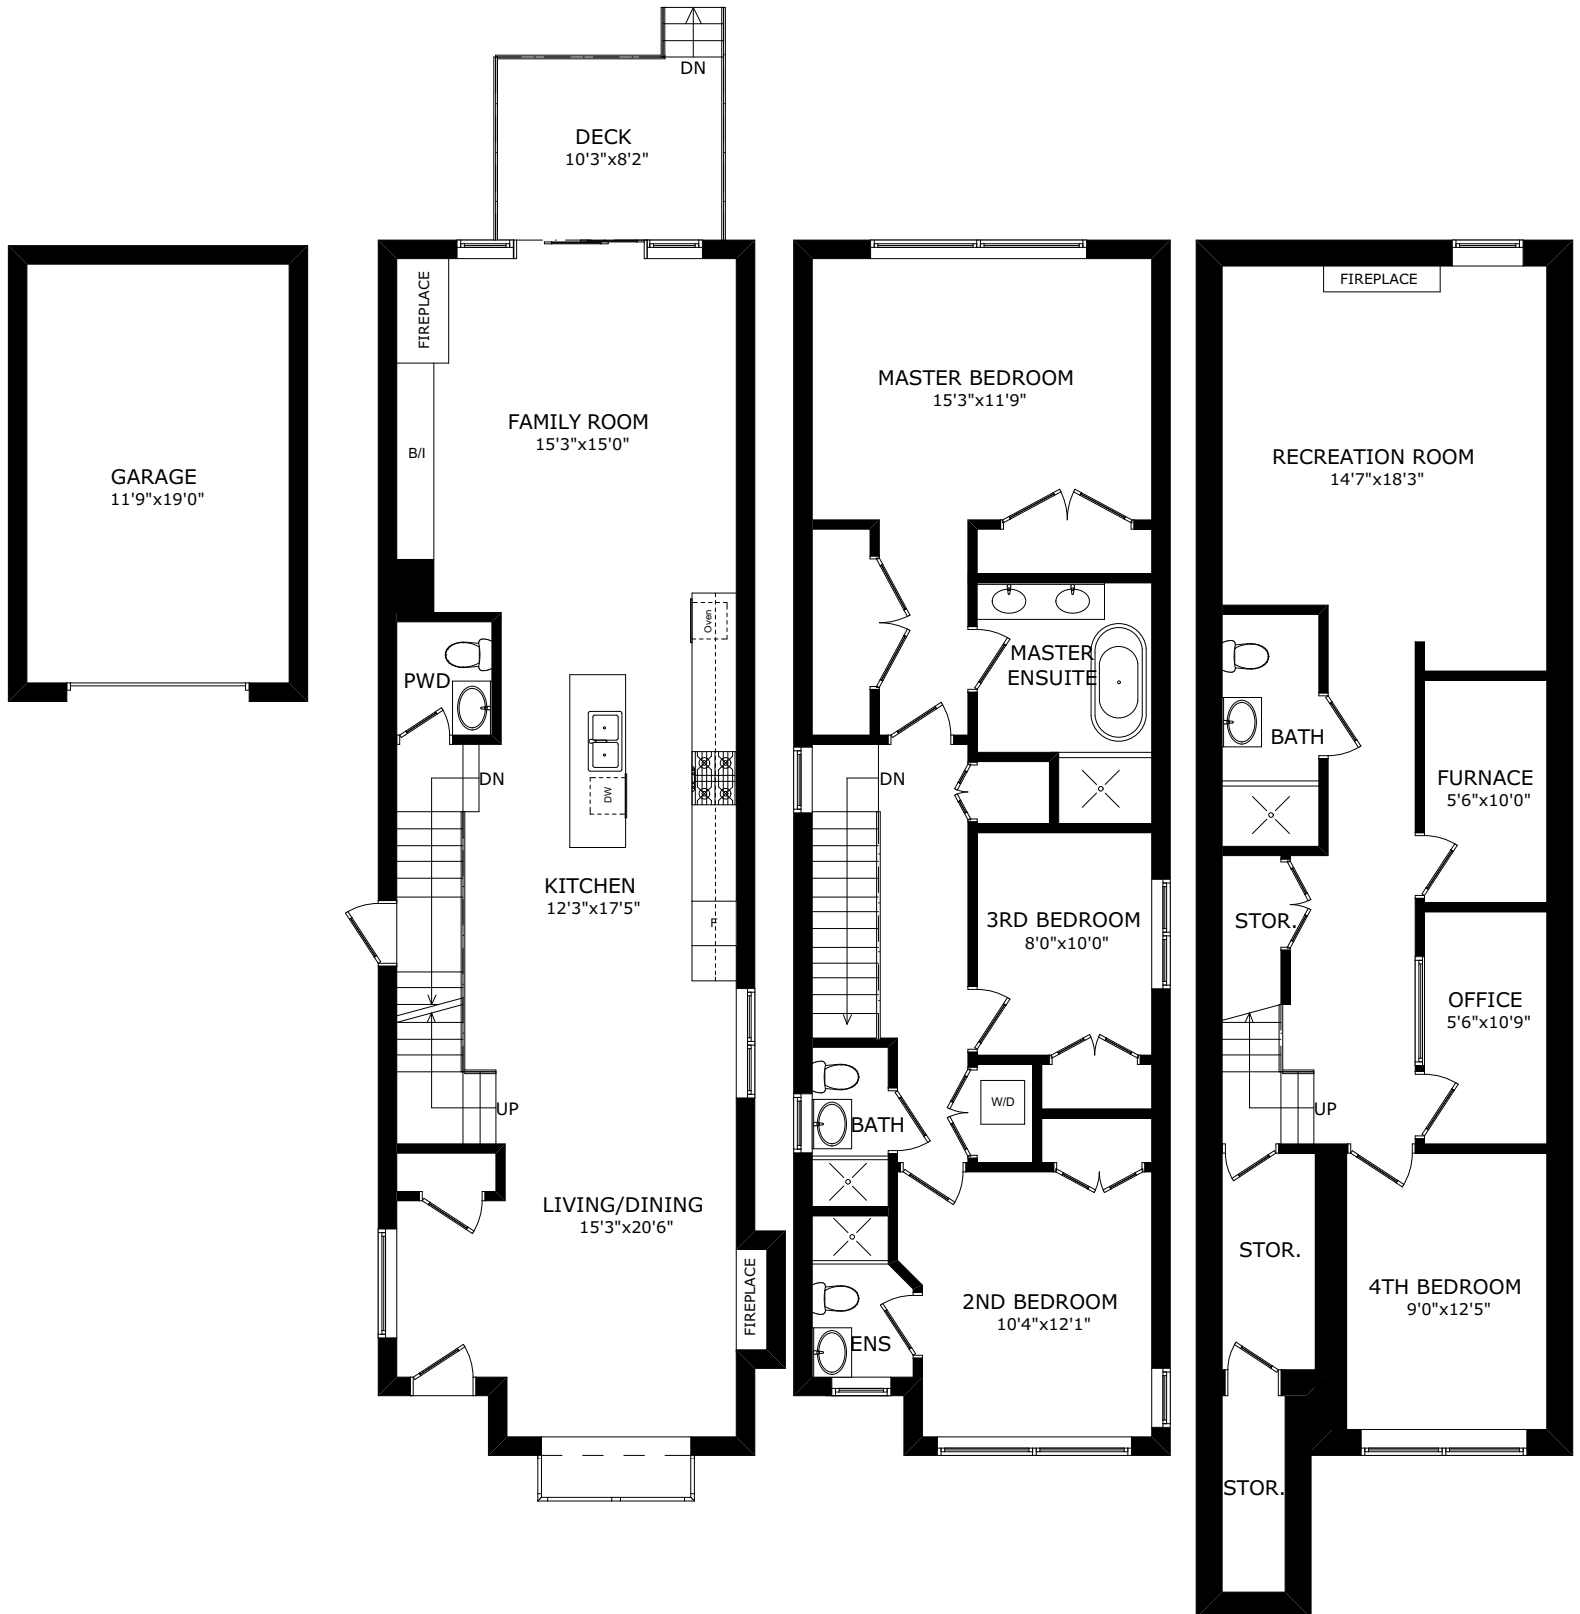 GARAGE
11'9"x19'0"
DN
DECK
10'3"x8'2"
FIREPLACE
FAMILY ROOM
15'3"x15'0"
B/I
Oven
PWD
DW
DN
KITCHEN
12'3"x17'5"
F
UP
LIVING/DINING
15'3"x20'6"
FIREPLACE
MASTER BEDROOM
15'3"x11'9"
MASTER
ENSUITE
DN
3RD BEDROOM
8'0"x10'0"
W/D
BATH
2ND BEDROOM
10'4"x12'1"
ENS
FIREPLACE
RECREATION ROOM
14'7"x18'3"
BATH
FURNACE
5'6"x10'0"
STOR.
OFFICE
5'6"x10'9"
UP
STOR.
4TH BEDROOM
9'0"x12'5"
STOR.